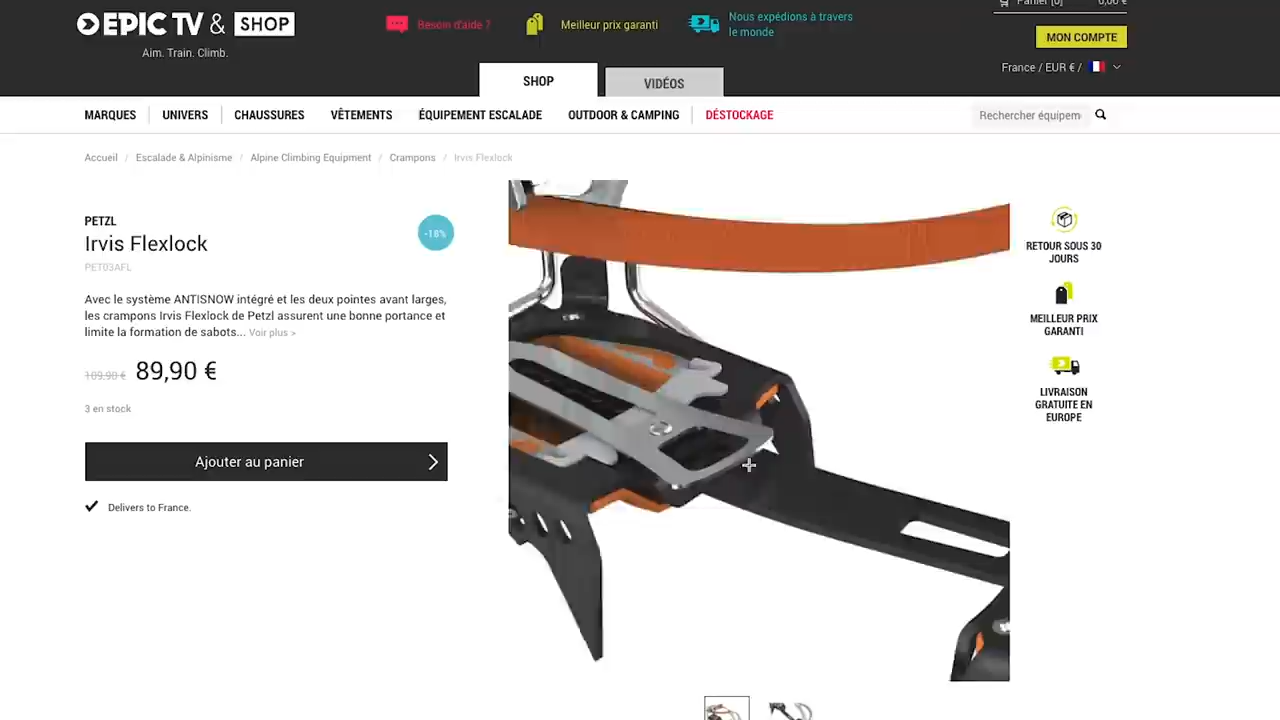 EPIC TV & SHOP
Aim. Train. Climb.
Besoin d'aide ?
Meilleur prix garanti
Nous expédions à travers
le monde
Panier [0]
0,00 €
MON COMPTE
France / EUR € /
SHOP
VIDÉOS
MARQUES
UNIVERS
CHAUSSURES
VÊTEMENTS
ÉQUIPEMENT ESCALADE
OUTDOOR & CAMPING
DÉSTOCKAGE
Rechercher équipem
Accueil / Escalade & Alpinisme / Alpine Climbing Equipment / Crampons / Irvis Flexlock
PETZL
Irvis Flexlock
-18%
PET03AFL
Avec le système ANTISNOW intégré et les deux pointes avant larges,
les crampons Irvis Flexlock de Petzl assurent une bonne portance et
limite la formation de sabots... Voir plus >
109,90 € 89,90 €
3 en stock
Ajouter au panier
Delivers to France.
RETOUR SOUS 30
JOURS
MEILLEUR PRIX
GARANTI
LIVRAISON
GRATUITE EN
EUROPE